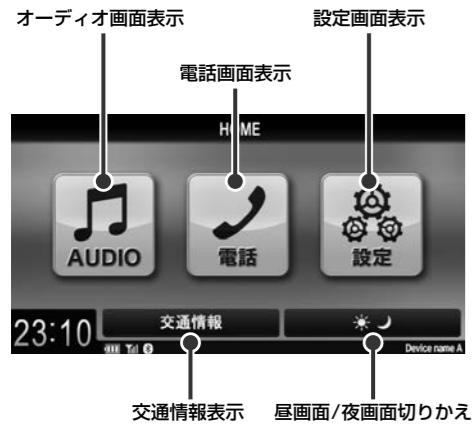 オーディオ画面表示
設定画面表示
電話画面表示
HOME
AUDIO
電話
設定
23:10
交通情報
Device name A
交通情報表示
昼画面/夜画面切りかえ